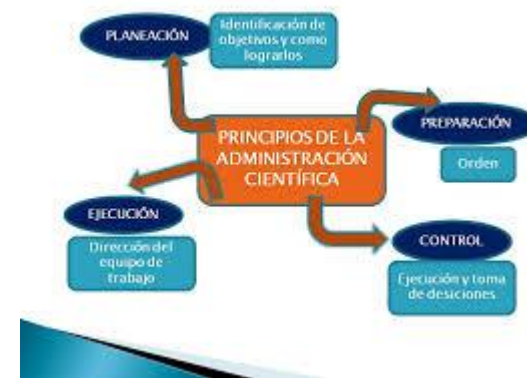 PLANEACIÓN
Identificación de
objetivos y como
lograrlos
PRINCIPIOS DE LA
ADMINISTRACIÓN
CIENTÍFICA
PREPARACIÓN
Orden
EJECUCIÓN
Dirección del
equipo de
trabajo
CONTROL
Ejecución y toma
de desiciones